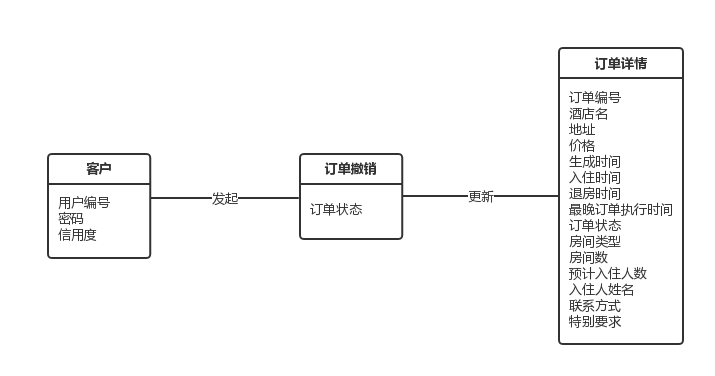 客户
用户编号
密码
信用度
发起
订单撤销
订单状态
更新
订单详情
订单编号
酒店名
地址
价格
生成时间
入住时间
退房时间
最晚订单执行时间
订单状态
房间类型
房间数
预计入住人数
入住人姓名
联系方式
特别要求